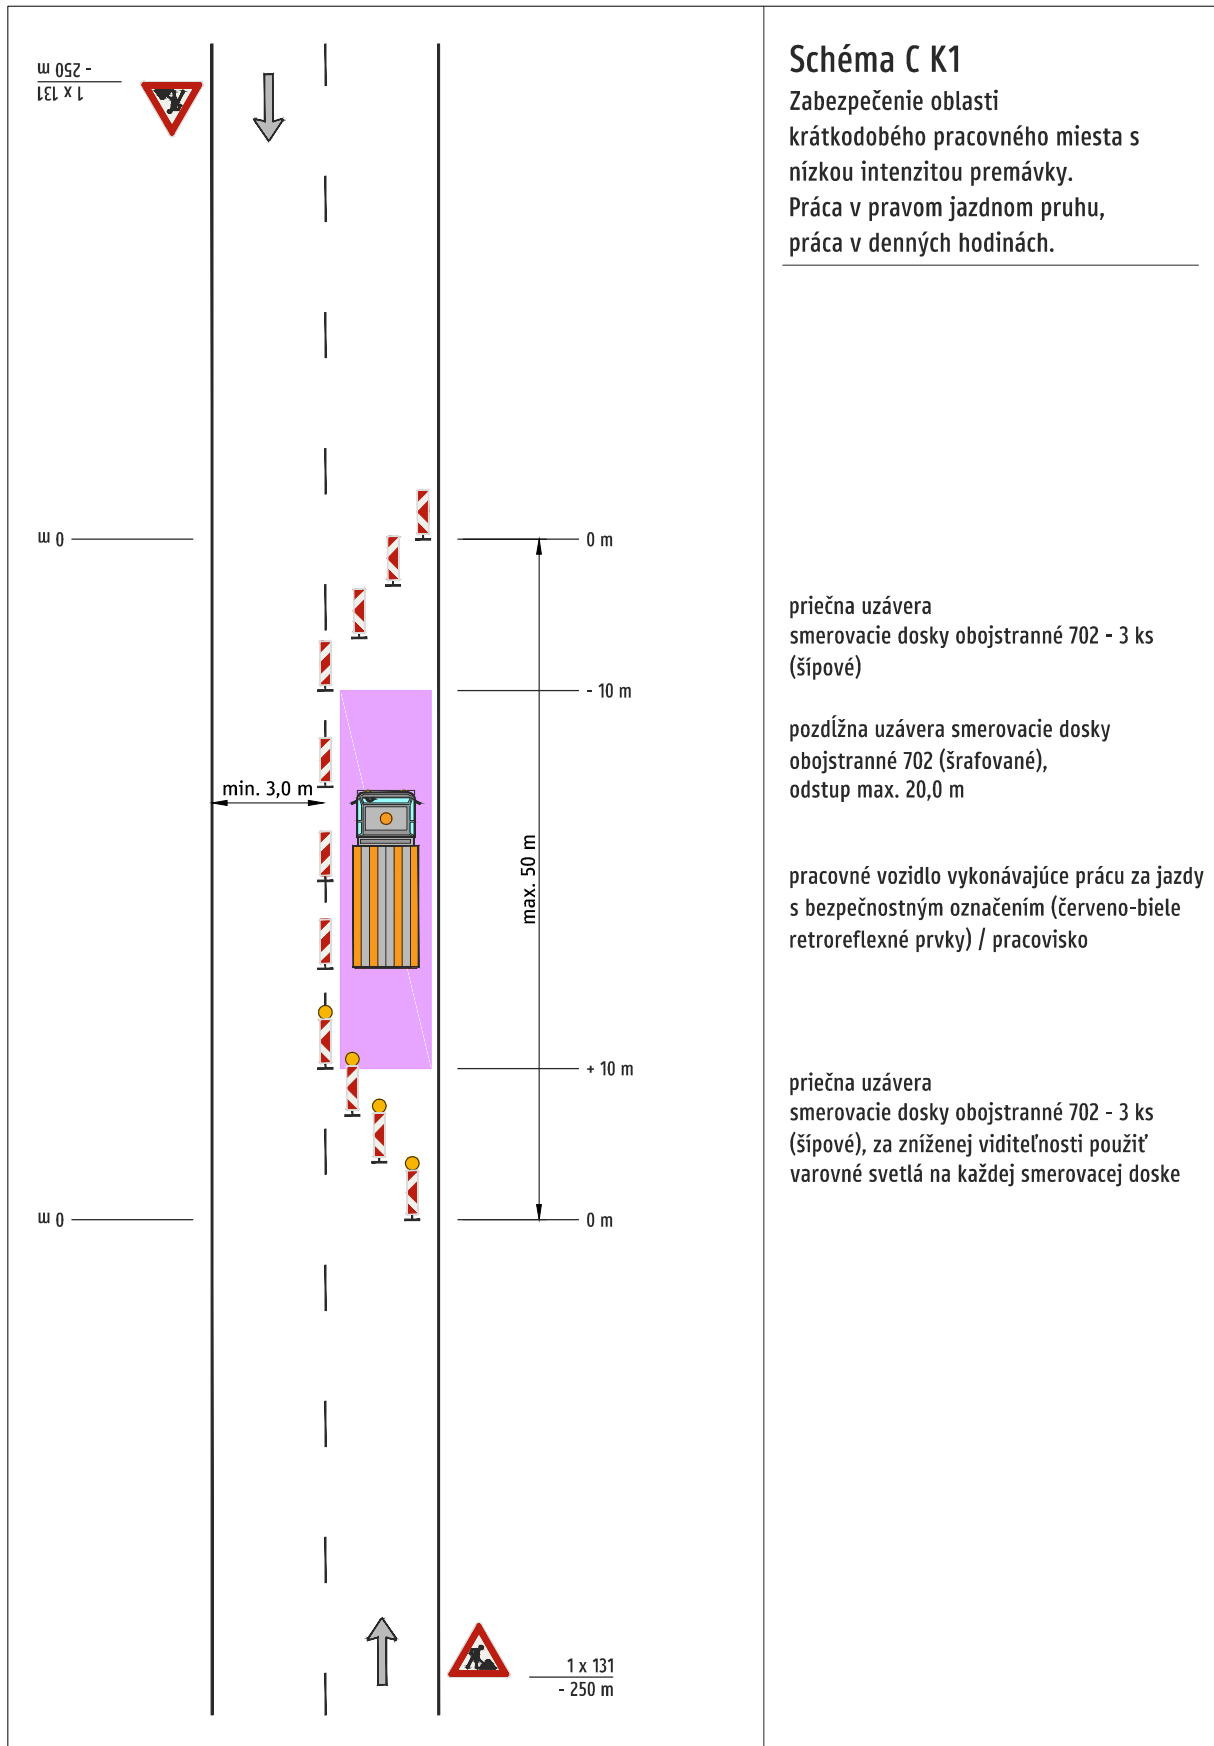 Schéma C K1
Zabezpečenie oblasti
krátkodobého pracovného miesta s
nízkou intenzitou premávky.
Práca v pravom jazdnom pruhu,
práca v denných hodinách.
1 x 131
- 250 m
0 m
0 m
priečna uzávera
smerovacie dosky obojstranné 702 - 3 ks
(šípové)
- 10 m
pozdĺžna uzávera smerovacie dosky
obojstranné 702 (šrafované),
odstup max. 20,0 m
min. 3,0 m
max. 50 m
pracovné vozidlo vykonávajúce prácu za jazdy
s bezpečnostným označením (červeno-biele
retroreflexné prvky) / pracovisko
+ 10 m
priečna uzávera
smerovacie dosky obojstranné 702 - 3 ks
(šípové), za zníženej viditeľnosti použiť
varovné svetlá na každej smerovacej doske
0 m
0 m
1 x 131
- 250 m